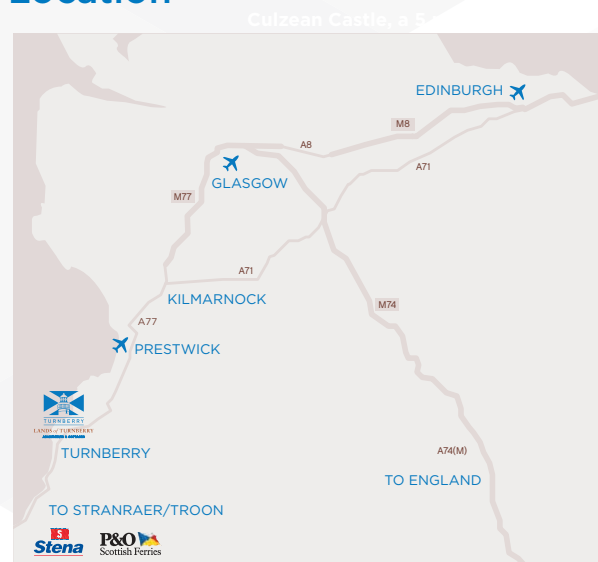 Location
Culzean Castle, a 5
EDINBURGH
M8
A8
A71
GLASGOW
M77
A71
KILMARNOCK
M74
A77
PRESTWICK
TURNBERRY
LANDS of TURNBERRY
TURNBERRY
A74(M)
TO ENGLAND
TO STRANRAER/TROON
S
Stena
P&O
Scottish Ferries